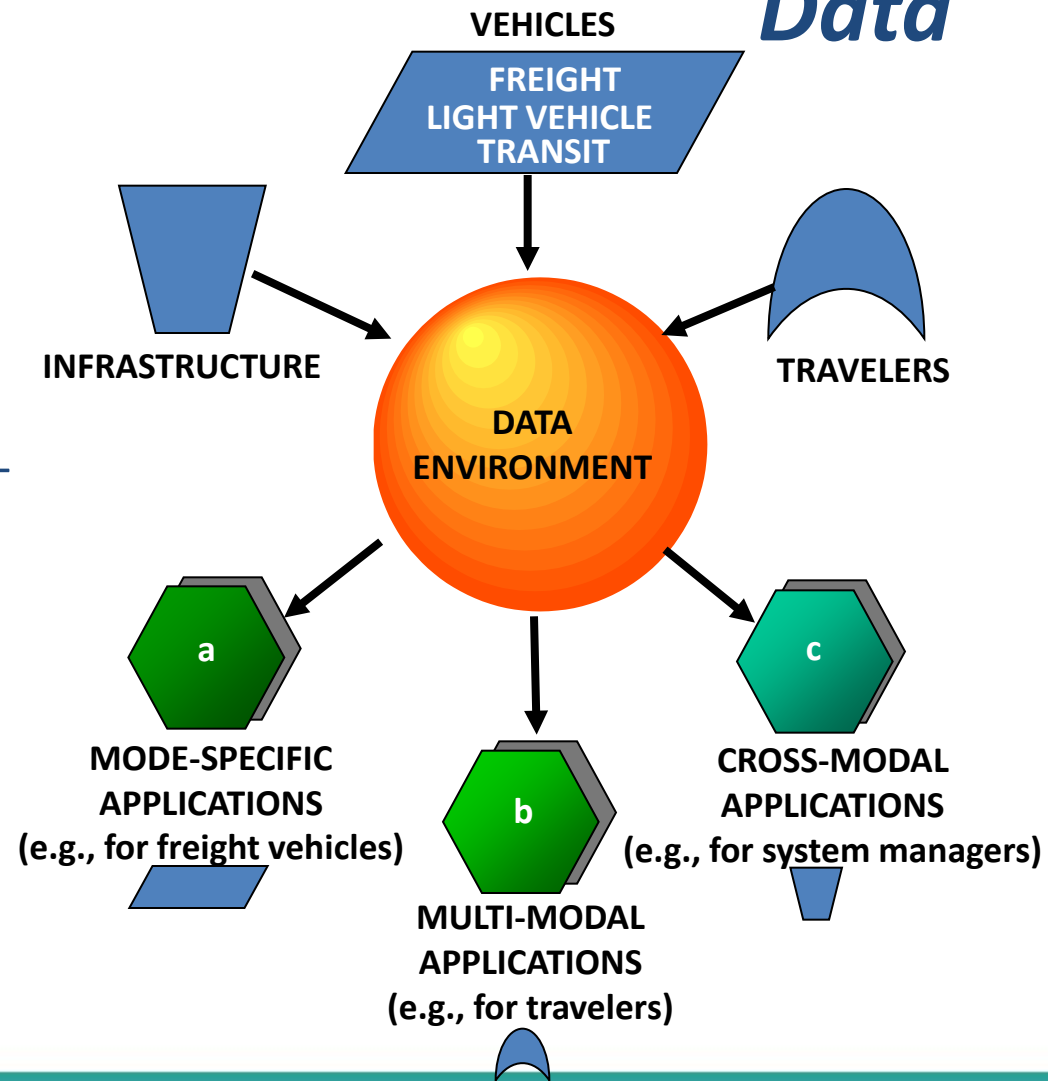 Data
VEHICLES
FREIGHT
LIGHT VEHICLE
TRANSIT
INFRASTRUCTURE
TRAVELERS
DATA
ENVIRONMENT
a
MODE-SPECIFIC
APPLICATIONS
(e.g., for freight vehicles)
b
MULTI-MODAL
APPLICATIONS
(e.g., for travelers)
c
CROSS-MODAL
APPLICATIONS
(e.g., for system managers)